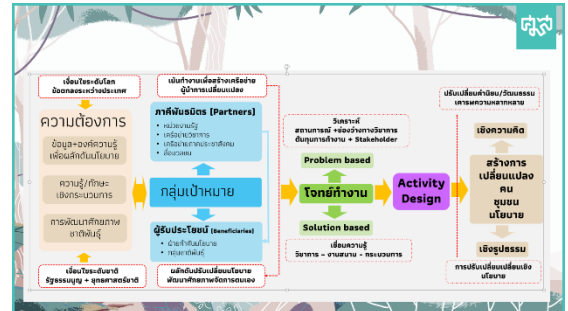 เงื่อนไขระดับโลก
ข้อตกลงระหว่างประเทศ
ความต้องการ
ข้อมูล+องค์ความรู้
เพื่อผลักดันนโยบาย
ความรู้/ทักษะ
เชิงกระบวนการ
การพัฒนาศักยภาพ
ชาติพันธุ์
เงื่อนไขระดับชาติ
รัฐธรรมนูญ + ยุทธศาสตร์ชาติ
เน้นทำงานเพื่อสร้างเครือข่าย
ผู้นำการเปลี่ยนแปลง
ภาคีพันธมิตร (Partners)
• หน่วยงานรัฐ
• เครือข่ายวิชาการ
• เครือข่ายภาคประชาสังคม
• สื่อมวลชน
กลุ่มเป้าหมาย
ผู้รับประโยชน์ (Beneficiaries)
• ฝ่ายกำกับนโยบาย
• กลุ่มชาติพันธุ์
ผลักดันปรับเปลี่ยนนโยบาย
พัฒนาศักยภาพจัดการตนเอง
วิเคราะห์
สถานการณ์ +ช่องว่างทางวิชาการ
ต้นทุนการทำงาน + Stakeholder
Problem based
โจทย์ทำงาน
Solution based
เชื่อมความรู้
วิชาการ – งานสนาม - กระบวนการ
Activity
Design
ปรับเปลี่ยนค่านิยม/วัฒนธรรม
เคารพความหลากหลาย
เชิงความคิด
สร้างการ
เปลี่ยนแปลง
คน
ชุมชน
นโยบาย
เชิงรูปธรรม
การปรับเปลี่ยนเปลี่ยนเชิง
นโยบาย